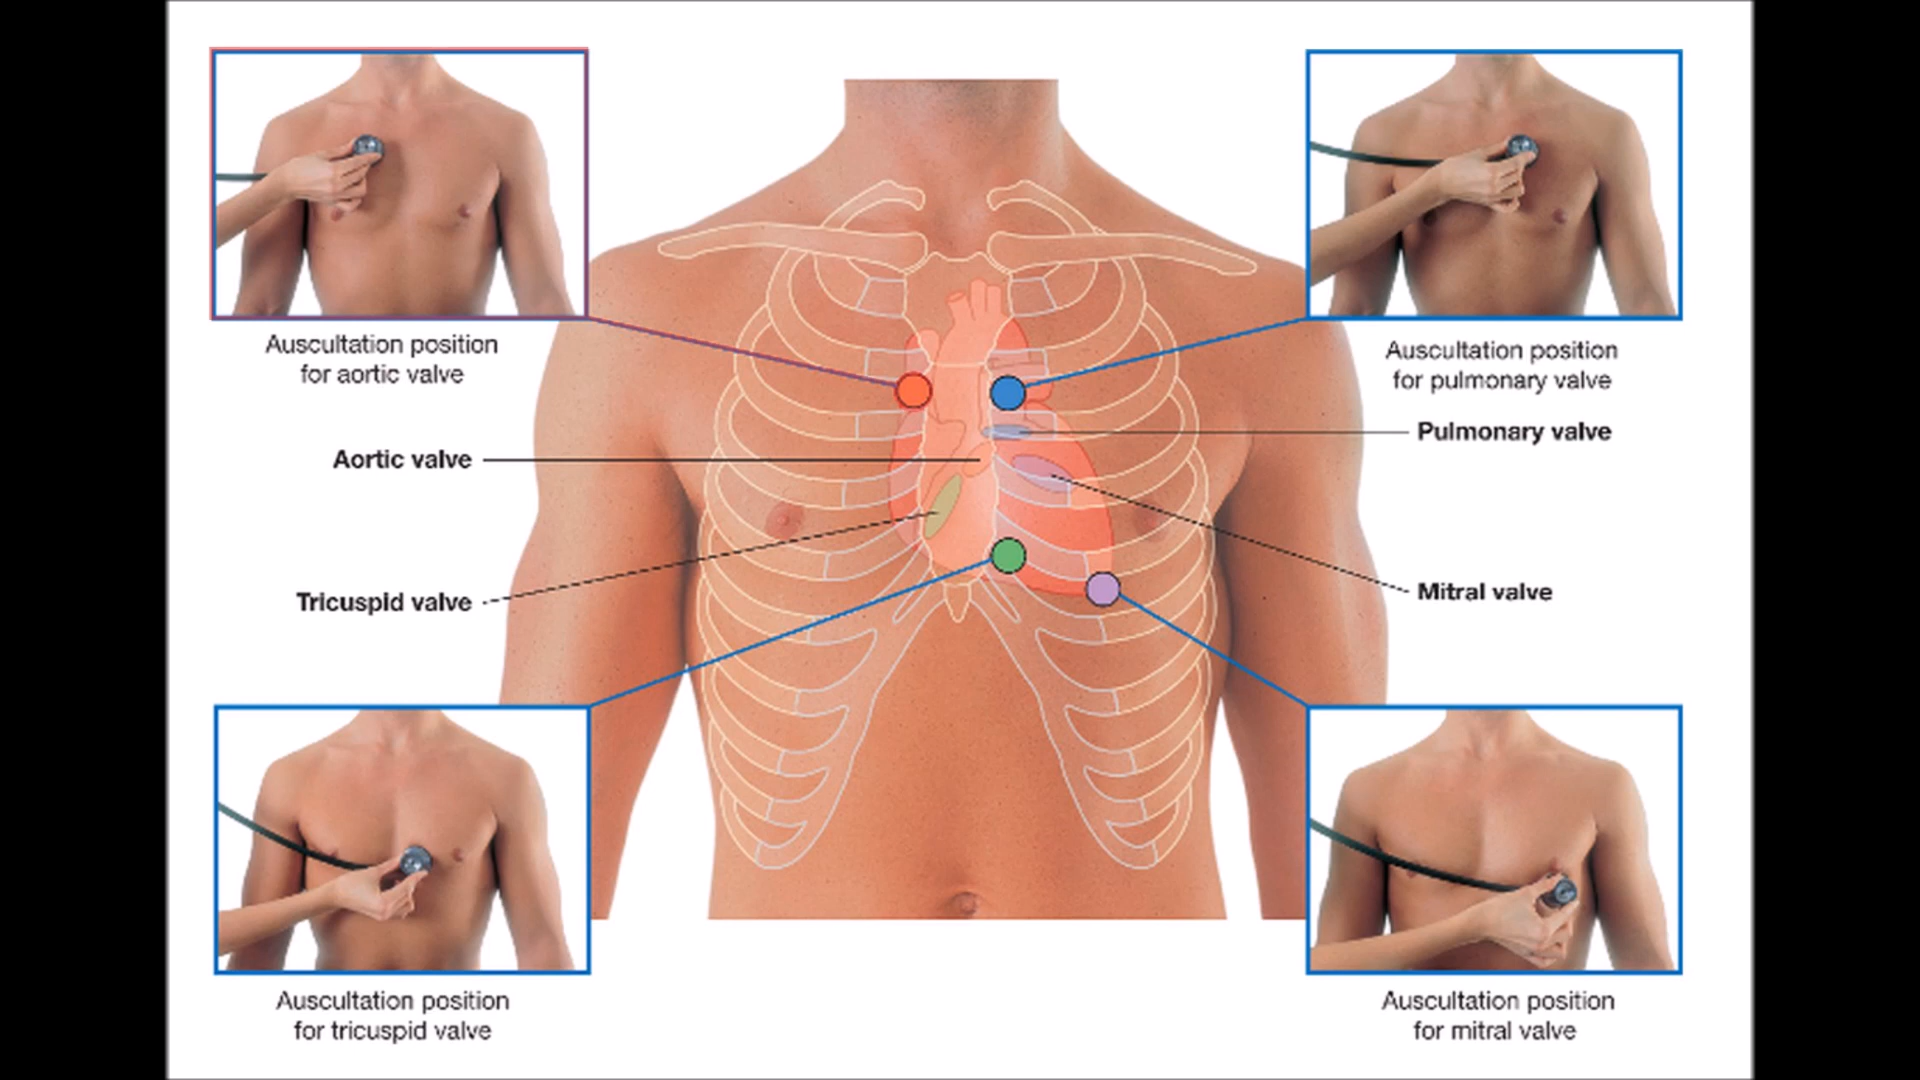 Auscultation position
for aortic valve
Auscultation position
for pulmonary valve
Pulmonary valve
Aortic valve
Mitral valve
Tricuspid valve
Auscultation position
for tricuspid valve
Auscultation position
for mitral valve